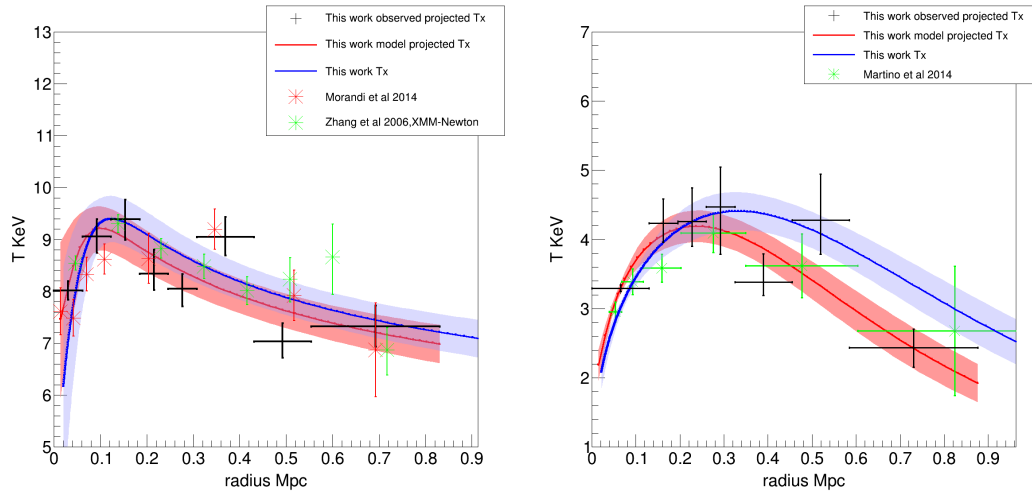 This work observed projected Tx
This work model projected Tx
This work Tx
Morandi et al 2014
Zhang et al 2006,XMM-Newton
T KeV
13
12
11
10
9
8
7
6
5
0 0.1 0.2 0.3 0.4 0.5 0.6 0.7 0.8 0.9
radius Mpc
This work observed projected Tx
This work model projected Tx
This work Tx
Martino et al 2014
T KeV
7
6
5
4
3
2
1
0 0.1 0.2 0.3 0.4 0.5 0.6 0.7 0.8 0.9
radius Mpc